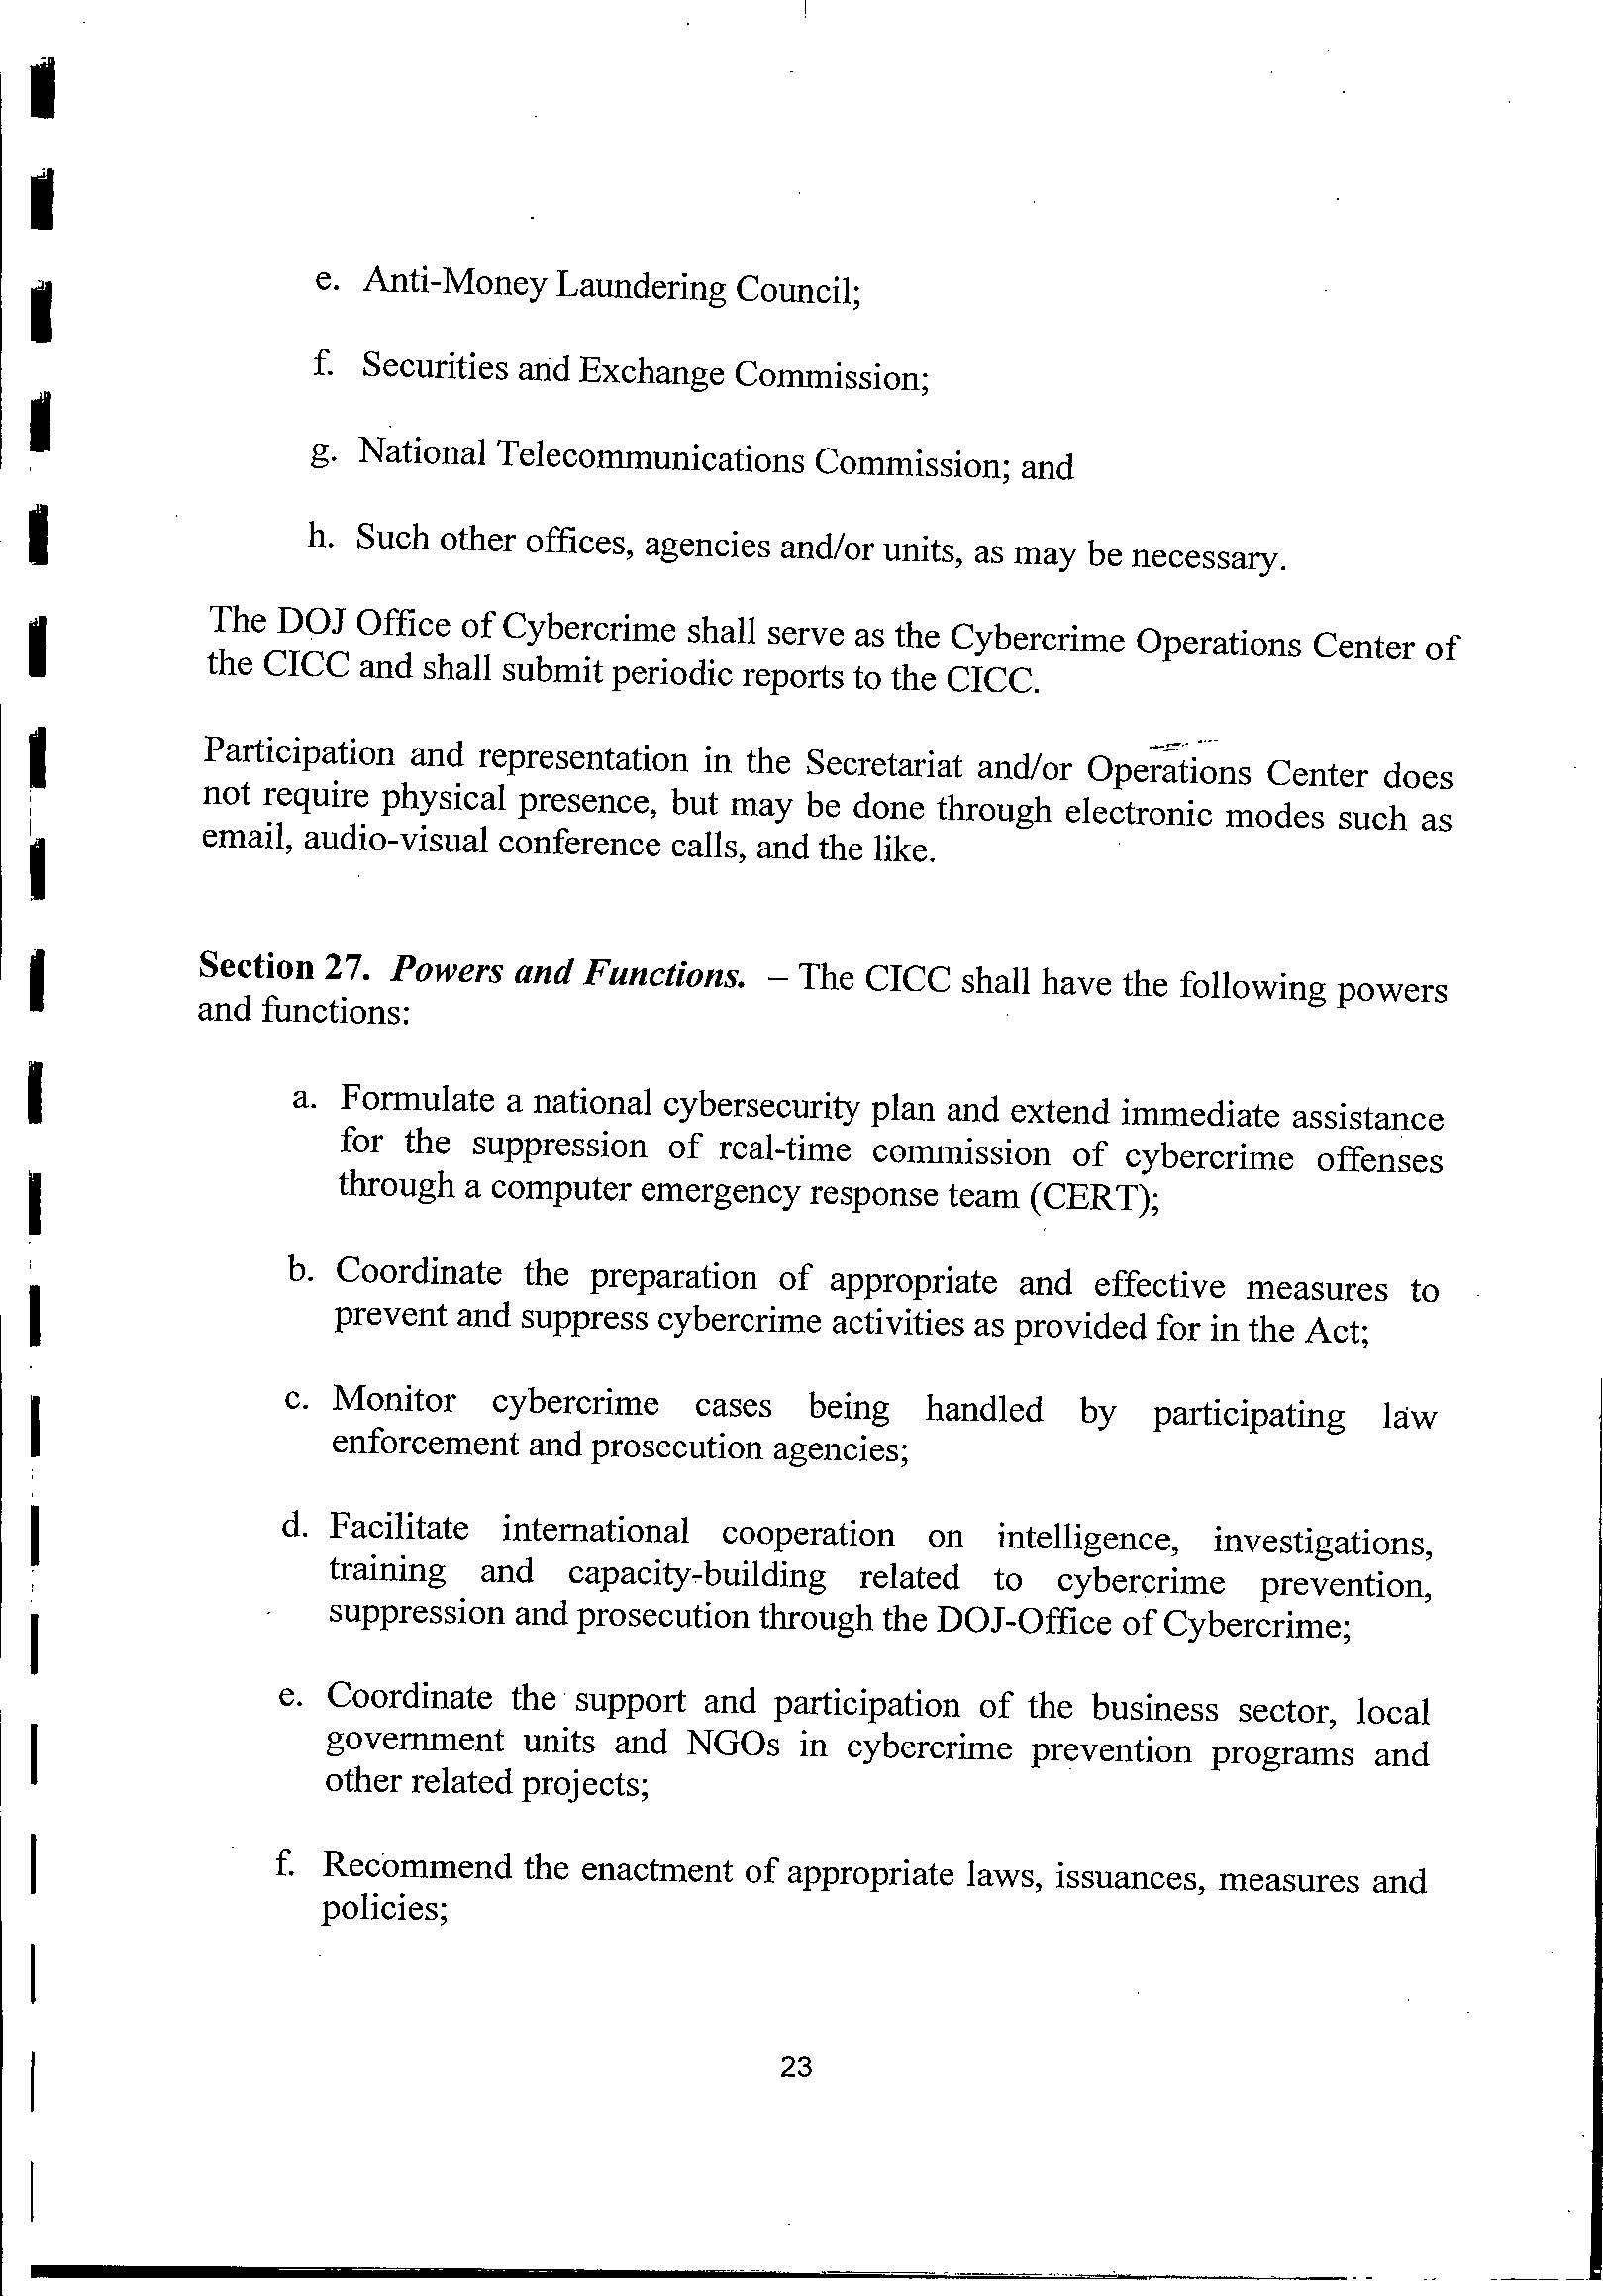 e. Anti-Money Laundering Council;
f. Securities and Exchange Commission;
g. National Telecommunications Commission; and
h. Such other offices, agencies and/or units, as may be necessary.
The DOJ Office of Cybercrime shall serve as the Cybercrime Operations Center of
the CICC and shall submit periodic reports to the CICC.
Participation and representation in the Secretariat and/or Operations Center does
not require physical presence, but may be done through electronic modes such as
email, audio-visual conference calls, and the like.
Section 27. Powers and Functions. – The CICC shall have the following powers
and functions:
a. Formulate a national cybersecurity plan and extend immediate assistance
for the suppression of real-time commission of cybercrime offenses
through a computer emergency response team (CERT);
b. Coordinate the preparation of appropriate and effective measures to
prevent and suppress cybercrime activities as provided for in the Act;
c. Monitor cybercrime cases being handled by participating law
enforcement and prosecution agencies;
d. Facilitate international cooperation on intelligence, investigations,
training and capacity-building related to cybercrime prevention,
suppression and prosecution through the DOJ-Office of Cybercrime;
e. Coordinate the support and participation of the business sector, local
government units and NGOs in cybercrime prevention programs and
other related projects;
f. Recommend the enactment of appropriate laws, issuances, measures and
policies;
23